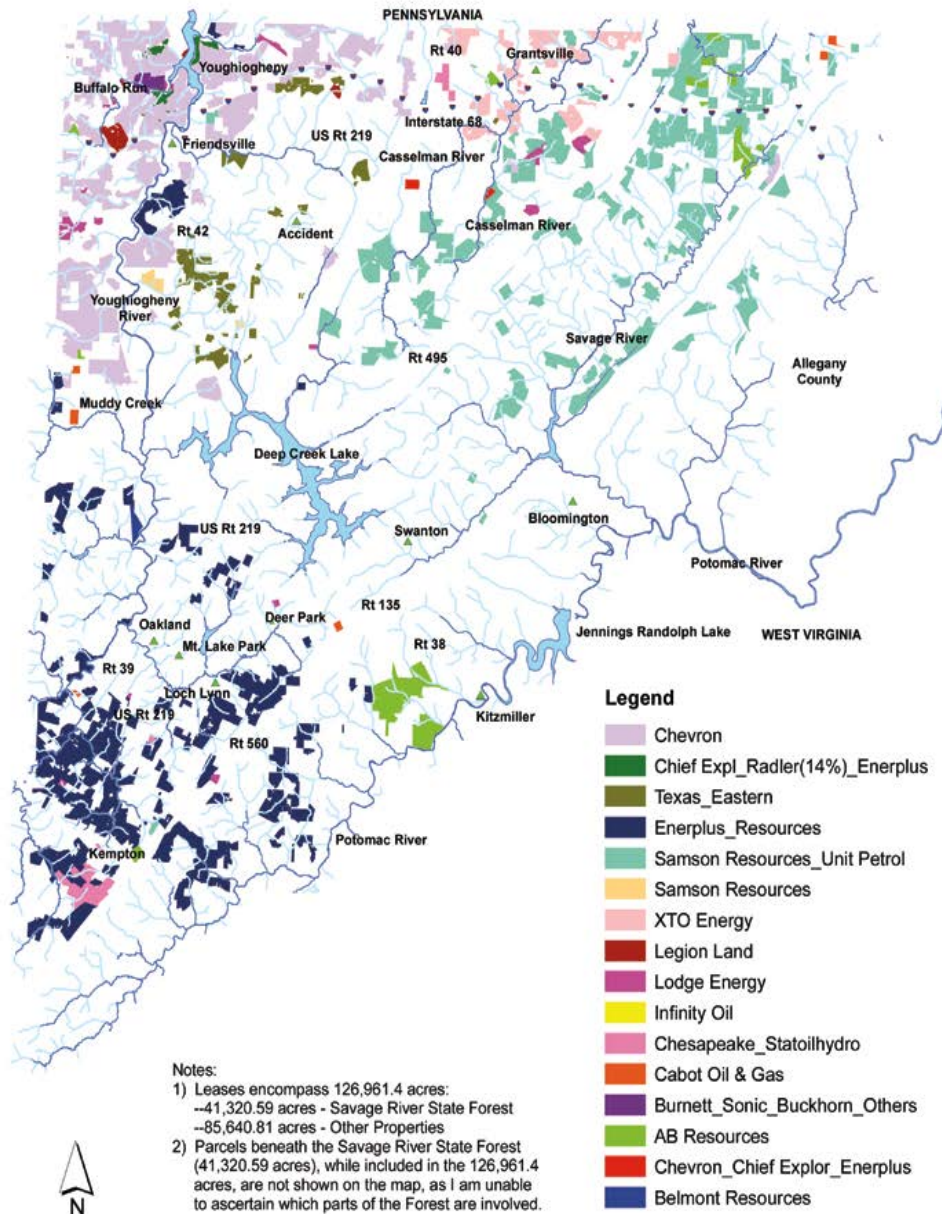 PENNSYLVANIA
Rt 40
Grantsville
Youghiogheny
Buffalo Run
Interstate 68
US Rt 219
Friendsville
Casselman River
Accident
Casselman River
Rt 42
Youghiogheny
River
Savage River
Rt 495
Allegany
County
Muddy Creek
Deep Creek Lake
Bloomington
US Rt 219
Swanton
Potomac River
Rt 135
Deer Park
Oakland
Jennings Randolph Lake
WEST VIRGINIA
Mt. Lake Park
Rt 38
Rt 39
Loch Lynn
Kitzmiller
US Rt 219
Rt 560
Potomac River
Kempton
Legend
Chevron
Chief Expl_Radler(14%)_Enerplus
Texas_Eastern
Enerplus_Resources
Samson Resources_Unit Petrol
Samson Resources
XTO Energy
Legion Land
Lodge Energy
Infinity Oil
Chesapeake_Statoilhydro
Cabot Oil & Gas
Burnett_Sonic_Buckhorn_Others
AB Resources
Chevron_Chief Explor_Enerplus
Belmont Resources
Notes:
1) Leases encompass 126,961.4 acres:
--41,320.59 acres - Savage River State Forest
--85,640.81 acres - Other Properties
2) Parcels beneath the Savage River State Forest
(41,320.59 acres), while included in the 126,961.4
acres, are not shown on the map, as I am unable
to ascertain which parts of the Forest are involved.
N